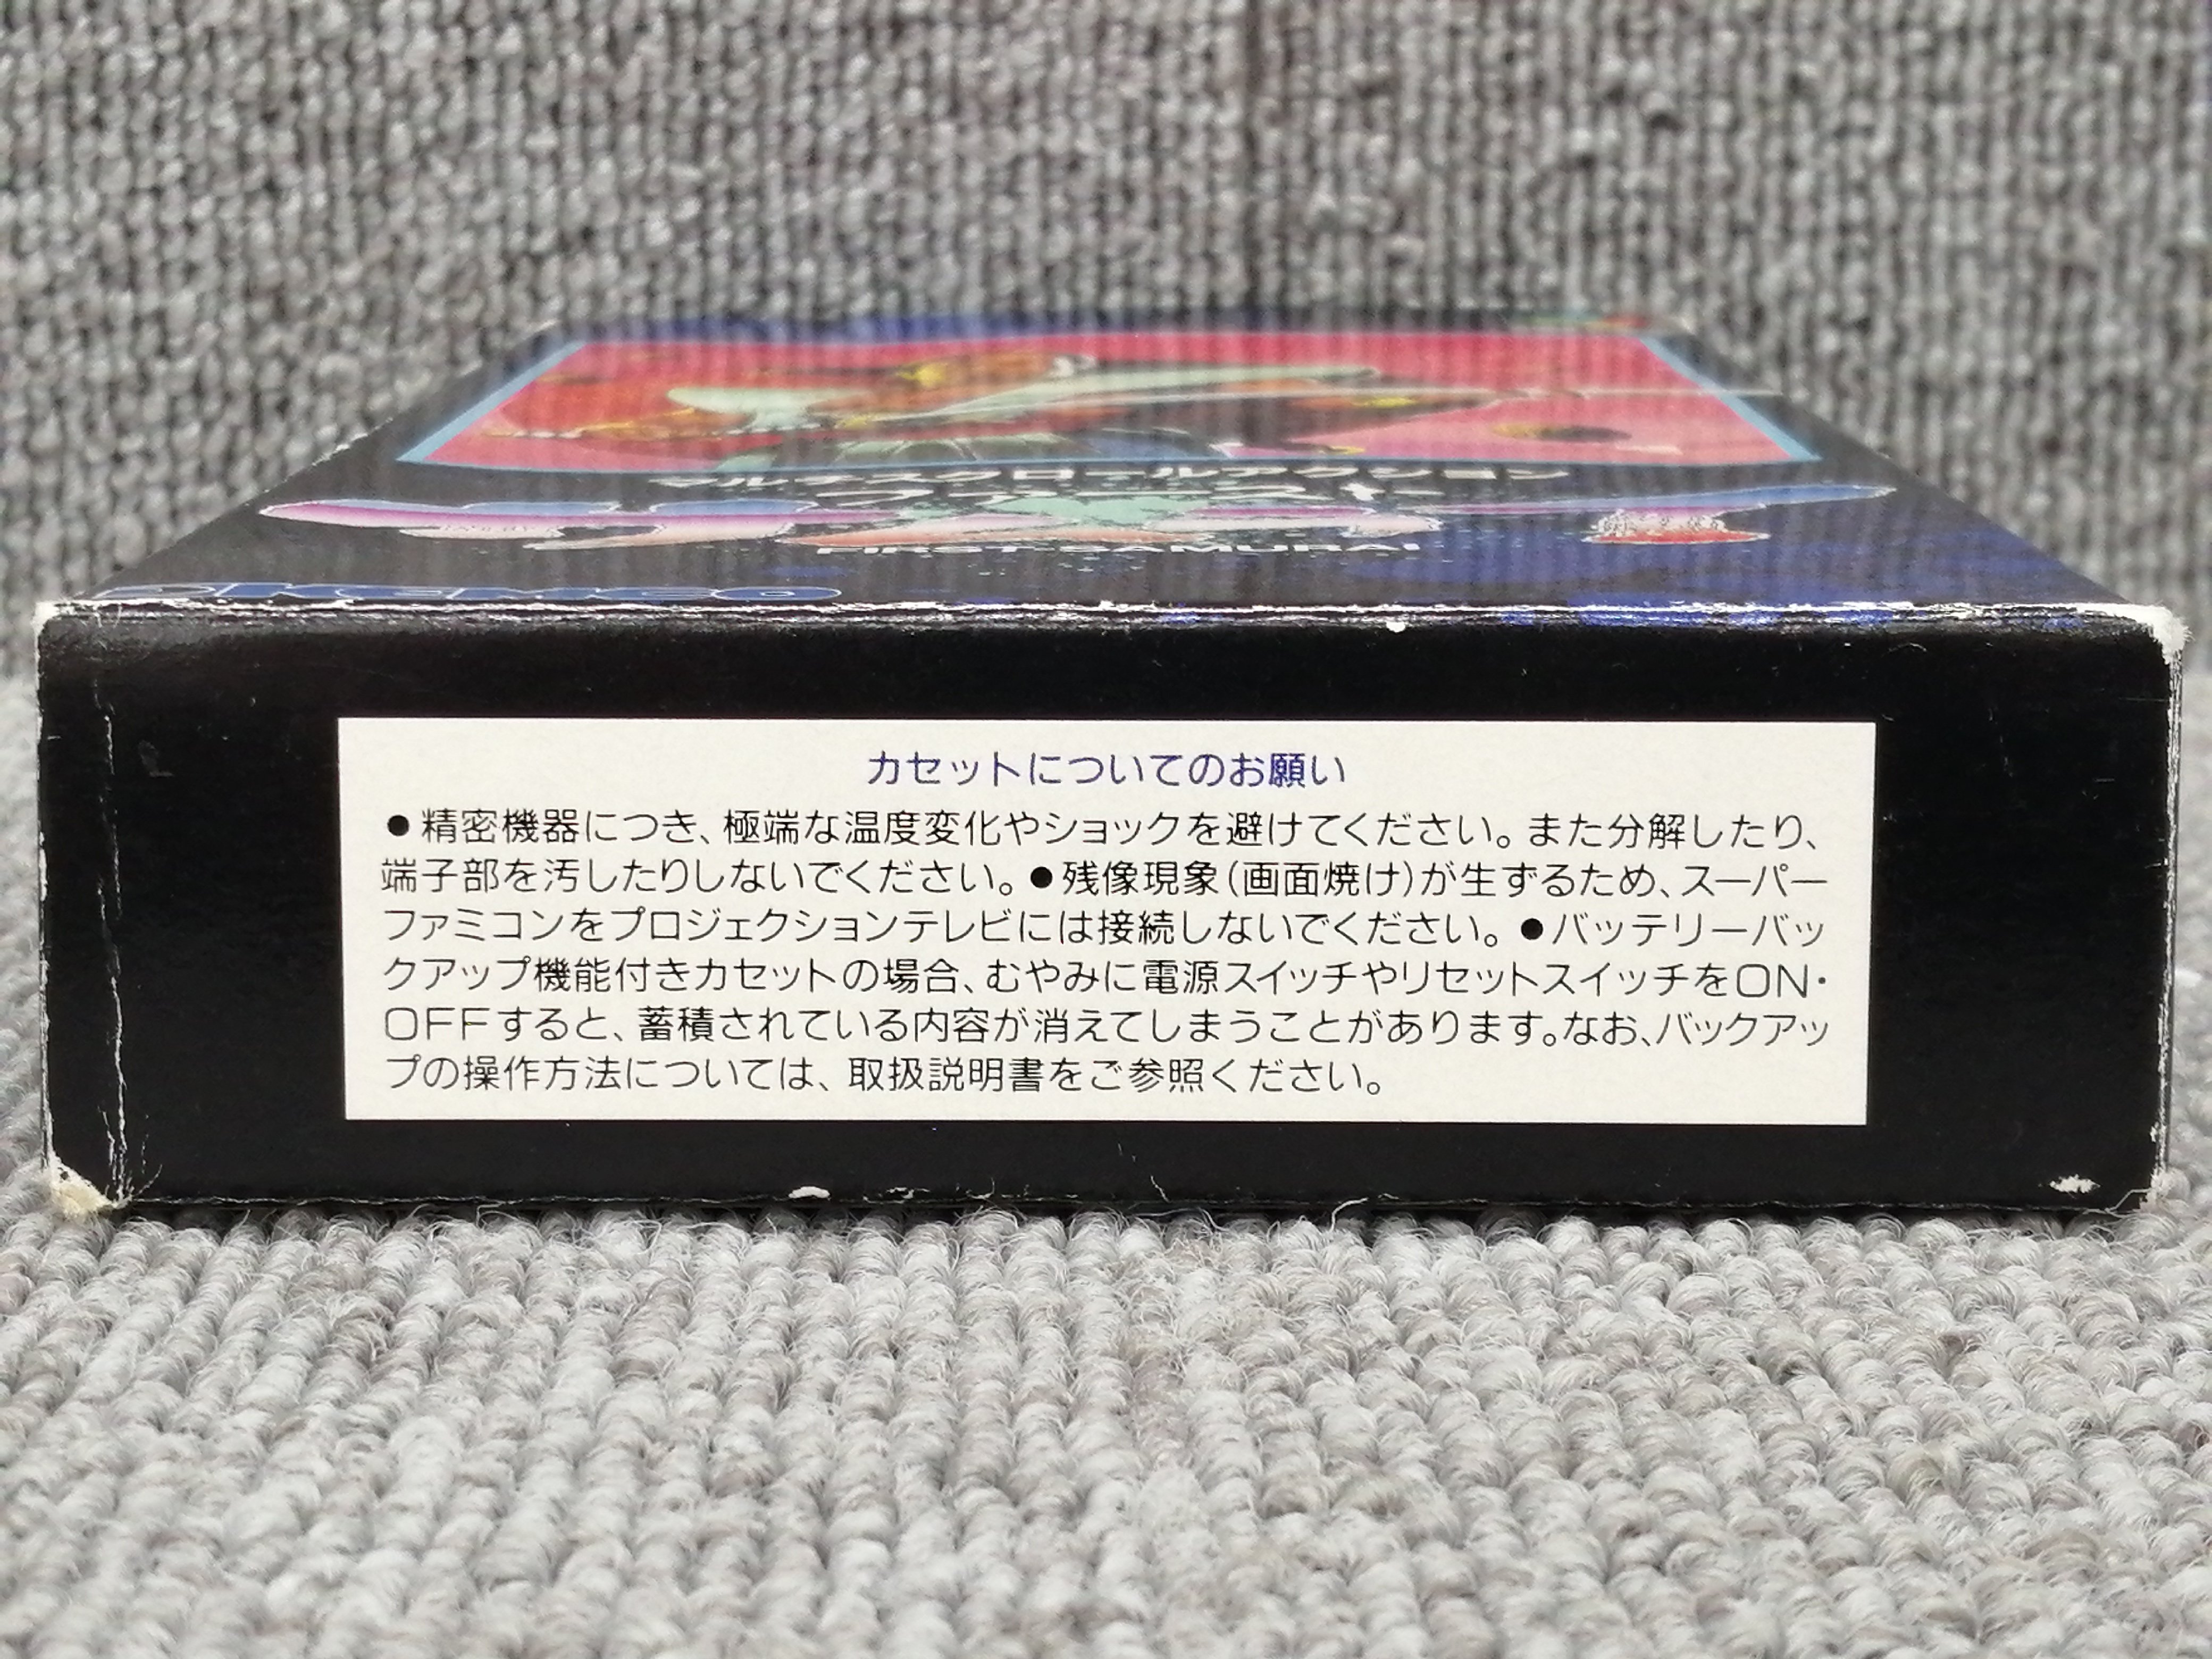 マルチスクロールアクション
ファースト
FIRST SAMURAI
KEMCO
カセットについてのお願い
●精密機器につき、極端な温度変化やショックを避けてください。また分解したり、
端子部を汚したりしないでください。●残像現象(画面焼け)が生ずるため、スーパー
ファミコンをプロジェクションテレビには接続しないでください。●バッテリーバッ
クアップ機能付きカセットの場合、むやみに電源スイッチやリセットスイッチをON・
OFFすると、蓄積されている内容が消えてしまうことがあります。なお、バックアッ
プの操作方法については、取扱説明書をご参照ください。